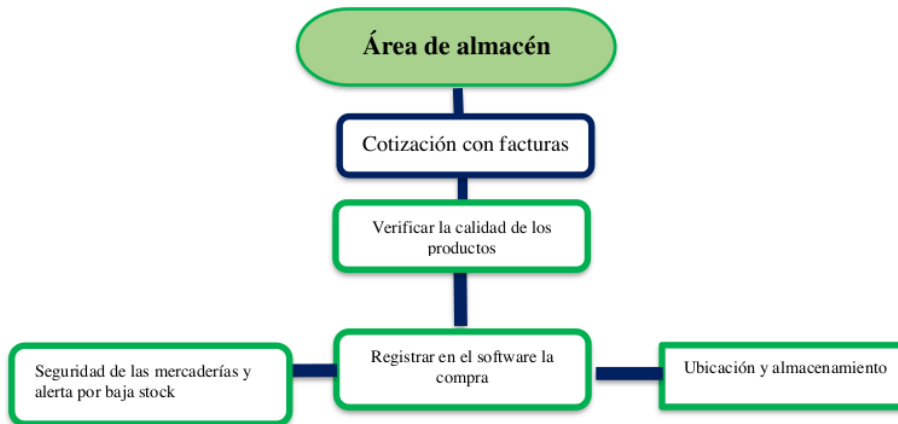 Área de almacén
Cotización con facturas
Verificar la calidad de los
productos
Registrar en el software la
compra
Seguridad de las mercaderías y
alerta por baja stock
Ubicación y almacenamiento